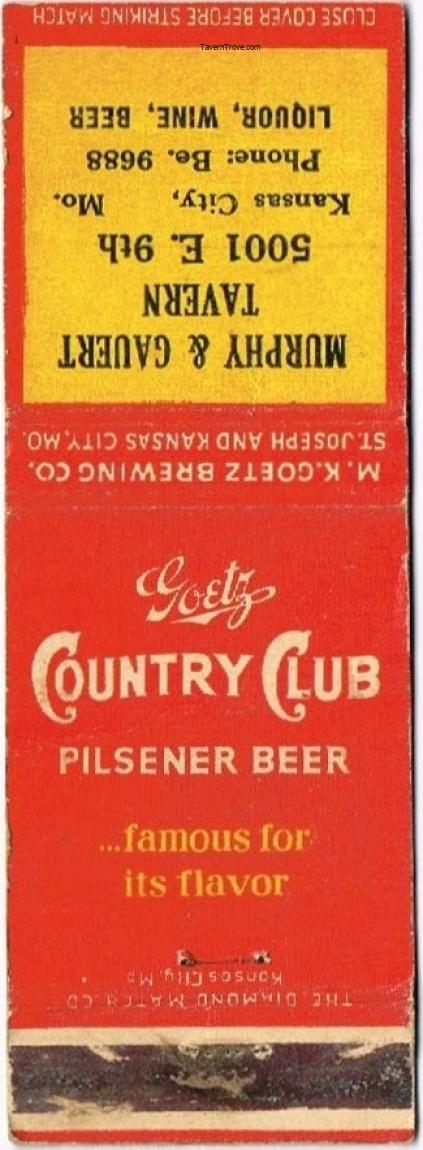 CLOSE COVER BEFORE STRIKING MATCH
TavernTrove.com
MURPHY & GAUERT
TAVERN
5001 E. 9th
Kansas City, Mo.
Phone: Be. 9688
LIQUOR, WINE, BEER
M. K. GOETZ BREWING CO.
ST. JOSEPH AND KANSAS CITY, MO.
Goetz
COUNTRY CLUB
PILSENER BEER
...famous for
its flavor
THE DIAMOND MATCH CO
Kansas City, Mo